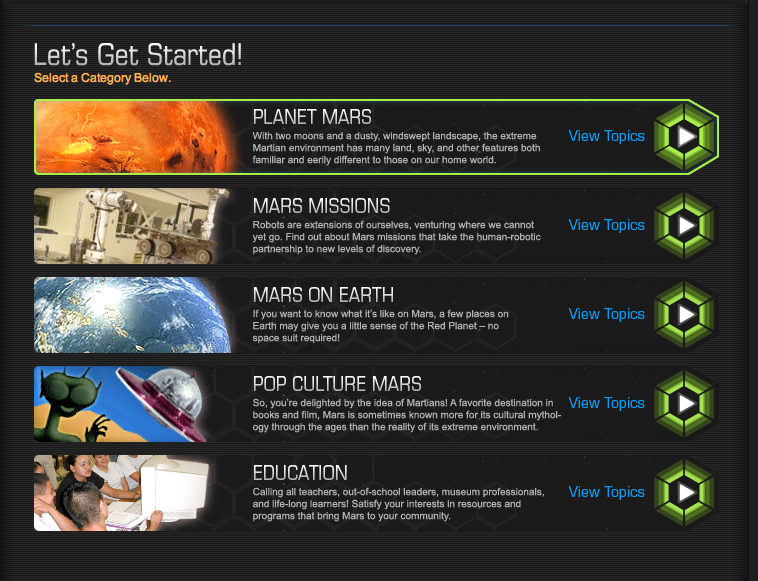 Let's Get Started!
Select a Category Below.
PLANET MARS
With two moons and a dusty, windswept landscape, the extreme
Martian environment has many land, sky, and other features both
familiar and eerily different to those on our home world.
View Topics
MARS MISSIONS
Robots are extensions of ourselves, venturing where we cannot
yet go. Find out about Mars missions that take the human-robotic
partnership to new levels of discovery.
View Topics
MARS ON EARTH
If you want to know what it's like on Mars, a few places on
Earth may give you a little sense of the Red Planet – no
space suit required!
View Topics
POP CULTURE MARS
So, you're delighted by the idea of Martians! A favorite destination in
books and film, Mars is sometimes known more for its cultural mythol-
ogy through the ages than the reality of its extreme environment.
View Topics
EDUCATION
Calling all teachers, out-of-school leaders, museum professionals,
and life-long learners! Satisfy your interests in resources and
programs that bring Mars to your community.
View Topics